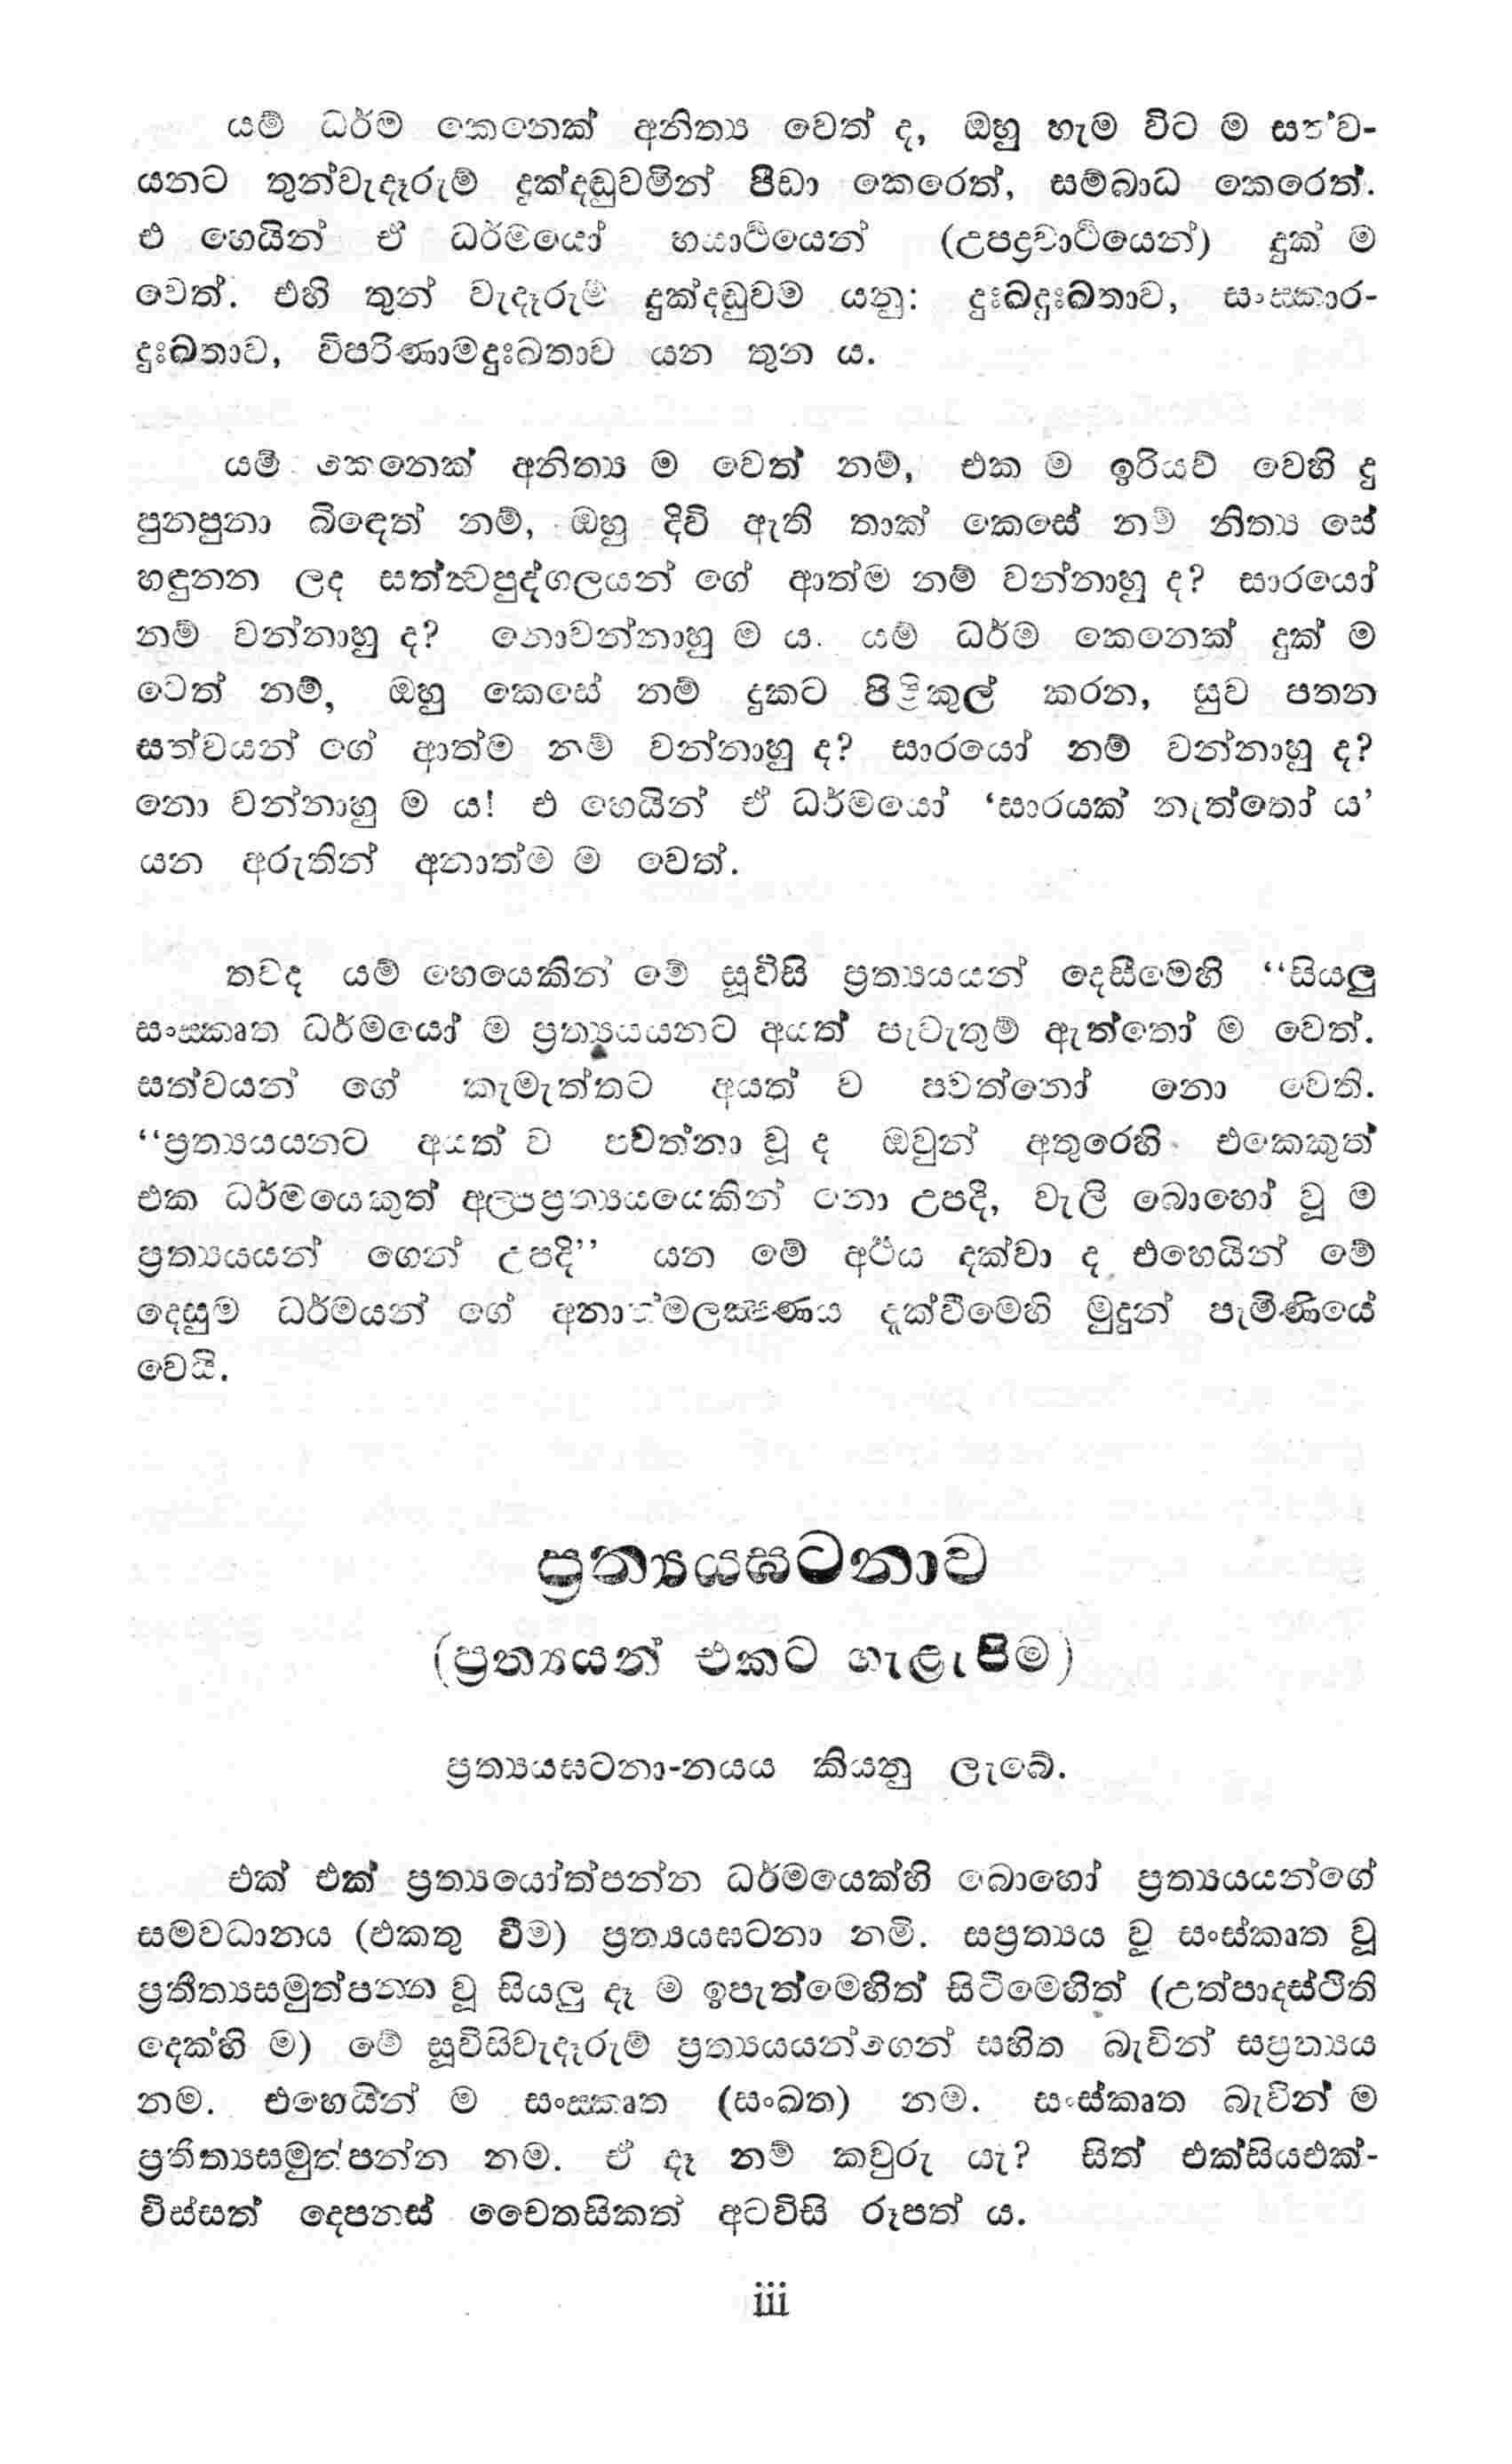 යම් ධර්ම කෙනෙක් අනිත්‍ය වෙත් ද, ඔහු හැම විට ම සත්ව-
යනට තුන්වැදෑරුම් දුක්දඬුවමින් පීඩා කෙරෙත්, සම්බාධ කෙරෙත්.
එ හෙයින් ඒ ධර්මයෝ භයාර්ථයෙන් (උපද්‍රවාර්ථයෙන්) දුක් ම
වෙත්. එහි තුන් වැදෑරුම් දුක්දඬුවම් යනු: දුඃඛදුඃඛතාව, සංස්කාර-
දුඃඛතාව, විපරිණාමදුඃඛතාව යන තුන ය.
යම් කෙනෙක් අනිත්‍ය ම වෙත් නම්, එක ම ඉරියව් වෙහි දු
පුනපුනා බිඳෙත් නම්, ඔහු දිවි ඇති තාක් කෙසේ නම් නිත්‍ය සේ
හඳුනන ලද සත්ත්වපුද්ගලයන් ගේ ආත්ම නම් වන්නාහු ද? සාරයෝ
නම් වන්නාහු ද? නොවන්නාහු ම ය. යම් ධර්ම කෙනෙක් දුක් ම
වෙත් නම්, ඔහු කෙසේ නම් දුකට පිළිකුල් කරන, සුව පතන
සත්වයන් ගේ ආත්ම නම් වන්නාහු ද? සාරයෝ නම් වන්නාහු ද?
නො වන්නාහු ම ය! එ හෙයින් ඒ ධර්මයෝ ‘සාරයක් නැත්තෝ ය’
යන අරුතින් අනාත්ම ම වෙත්.
තවද යම් හෙයෙකින් මේ සූවිසි ප්‍රත්‍යයයන් දෙසීමෙහි “සියලු
සංස්කෘත ධර්මයෝ ම ප්‍රත්‍යයයනට අයත් පැවැතුම් ඇත්තෝ ම වෙත්.
සත්වයන් ගේ කැමැත්තට අයත් ව පවත්නෝ නො වෙති.
“ප්‍රත්‍යයයනට අයත් ව පවත්නා වූ ද ඔවුන් අතුරෙහි එකෙකුත්
එක ධර්මයෙකුත් අල්පප්‍රත්‍යයයෙකින් නො උපදී, වැලි බොහෝ වූ ම
ප්‍රත්‍යයයන් ගෙන් උපදි” යන මේ අර්ථය දක්වා ද එහෙයින් මේ
දෙසුම ධර්මයන් ගේ අනාත්මලක්‍ෂණය දැක්වීමෙහි මුදුන් පැමිණියේ
වෙයි.
ප්‍රත්‍යයඝටනාව
(ප්‍රත්‍යයන් එකට ගැළැපීම)
ප්‍රත්‍යයඝටනා-නයය කියනු ලැබේ.
එක් එක් ප්‍රත්‍යයෝත්පන්න ධර්මයෙක්හි බොහෝ ප්‍රත්‍යයයන්ගේ
සමවධානය (එකතු වීම) ප්‍රත්‍යයඝටනා නමි. සප්‍රත්‍යය වූ සංස්කෘත වූ
ප්‍රතීත්‍යසමුත්පන්න වූ සියලු දෑ ම ඉපැත්මෙහිත් සිටිමෙහිත් (උත්පාදස්ථිති
දෙක්හි ම) මේ සූවිසිවැදෑරුම් ප්‍රත්‍යයයන්ගෙන් සහිත බැවින් සප්‍රත්‍යය
නම. එහෙයින් ම සංස්කෘත (සංඛත) නම. සංස්කෘත බැවින් ම
ප්‍රතීත්‍යසමුත්පන්න නම. ඒ දෑ නම් කවුරු යැ? සිත් එක්සියඑක්-
විස්සත් දෙපනස් චෛතසිකත් අටවිසි රූපත් ය.
iii